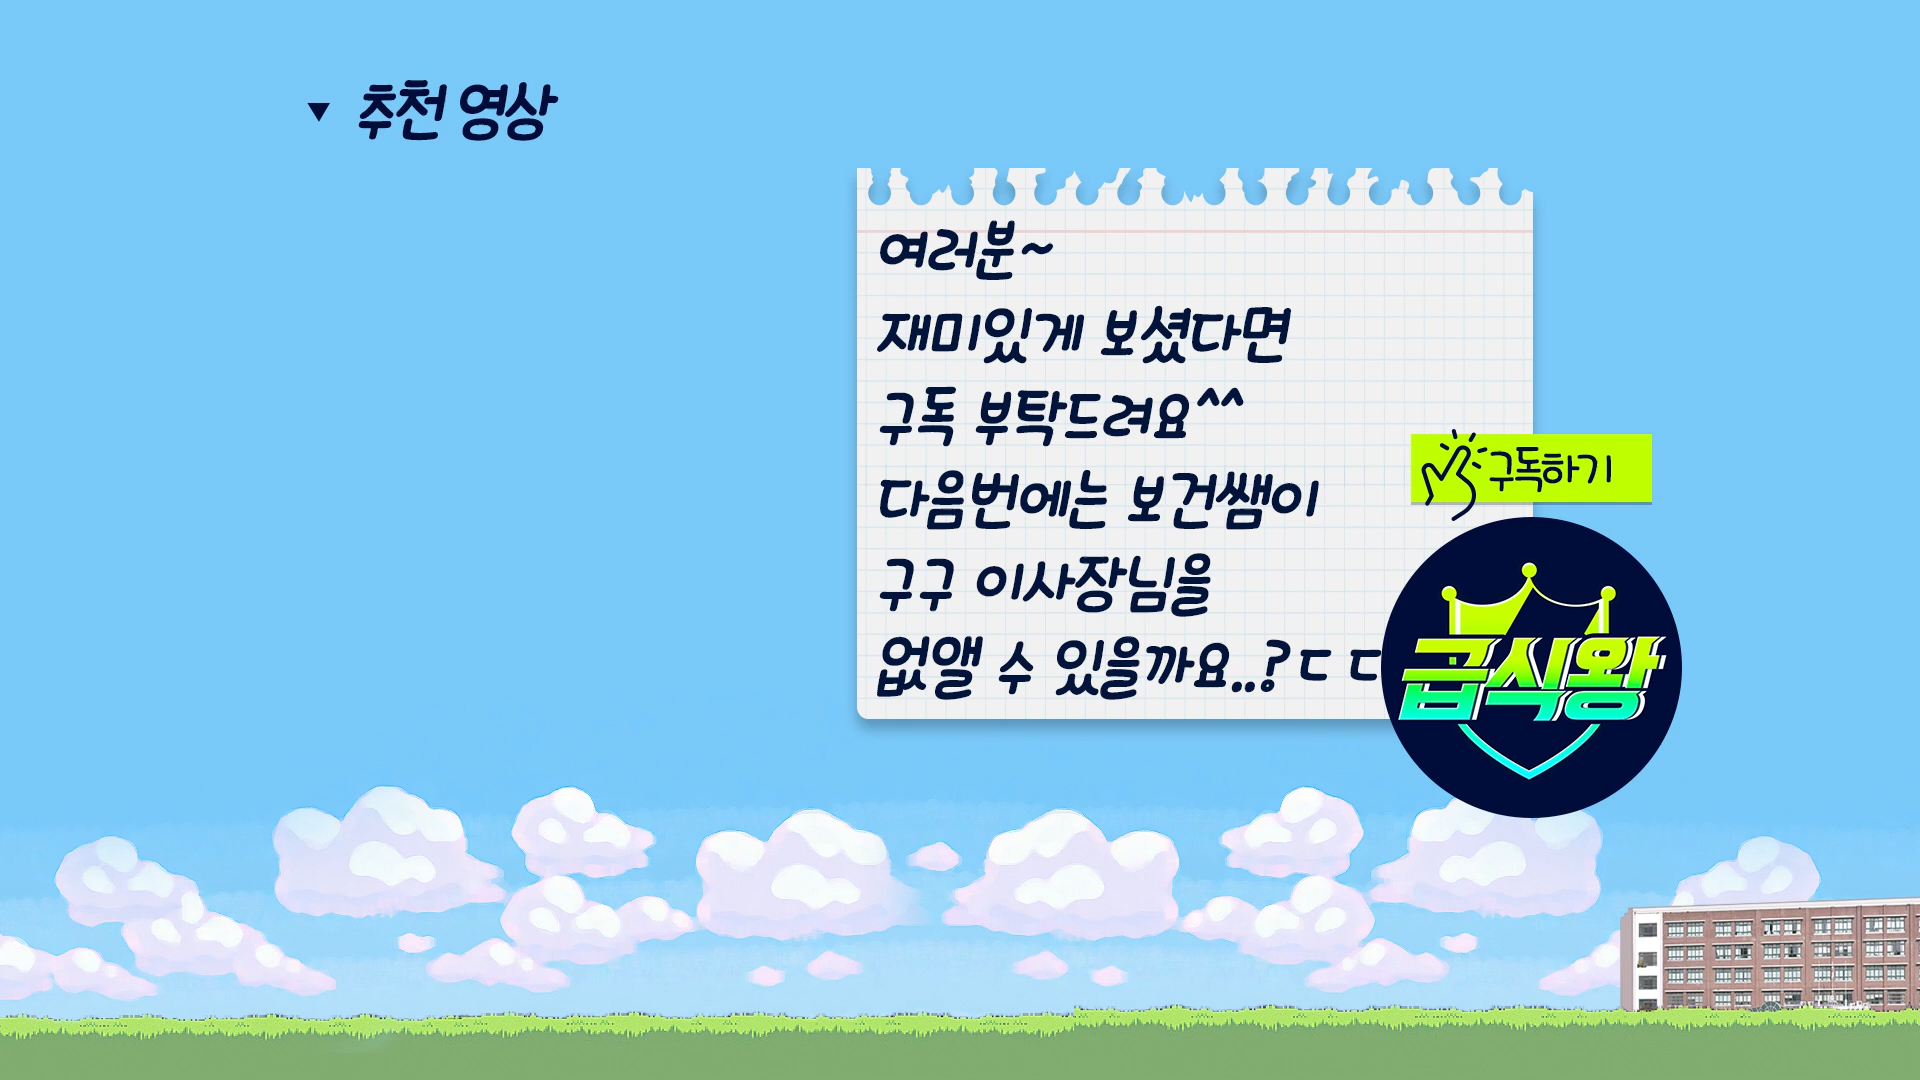 ▼ 추천 영상
여러분~
재미있게 보셨다면
구독 부탁드려요^^
다음번에는 보건쌤이
구구 이사장님을
없앨 수 있을까요..?ㄷㄷ
구독하기
급식왕